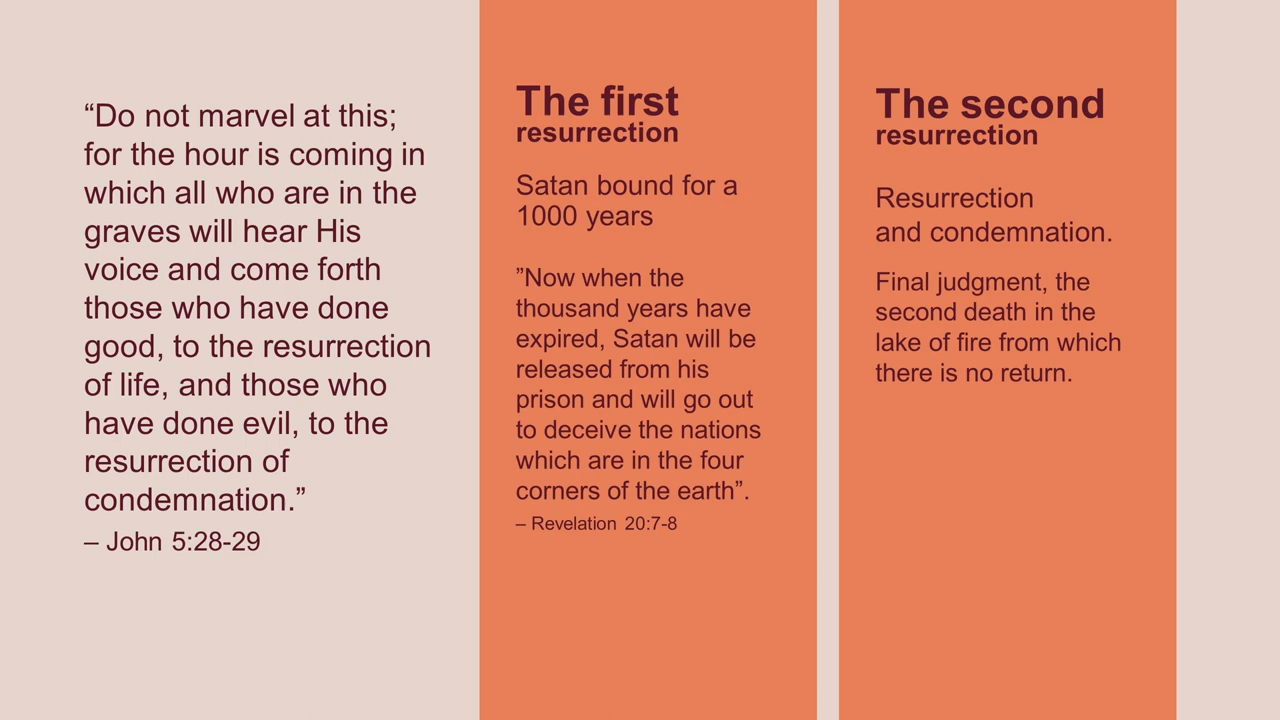 “Do not marvel at this;
for the hour is coming in
which all who are in the
graves will hear His
voice and come forth
those who have done
good, to the resurrection
of life, and those who
have done evil, to the
resurrection of
condemnation.”
– John 5:28-29
The first
resurrection
Satan bound for a
1000 years
”Now when the
thousand years have
expired, Satan will be
released from his
prison and will go out
to deceive the nations
which are in the four
corners of the earth”.
– Revelation 20:7-8
The second
resurrection
Resurrection
and condemnation.
Final judgment, the
second death in the
lake of fire from which
there is no return.